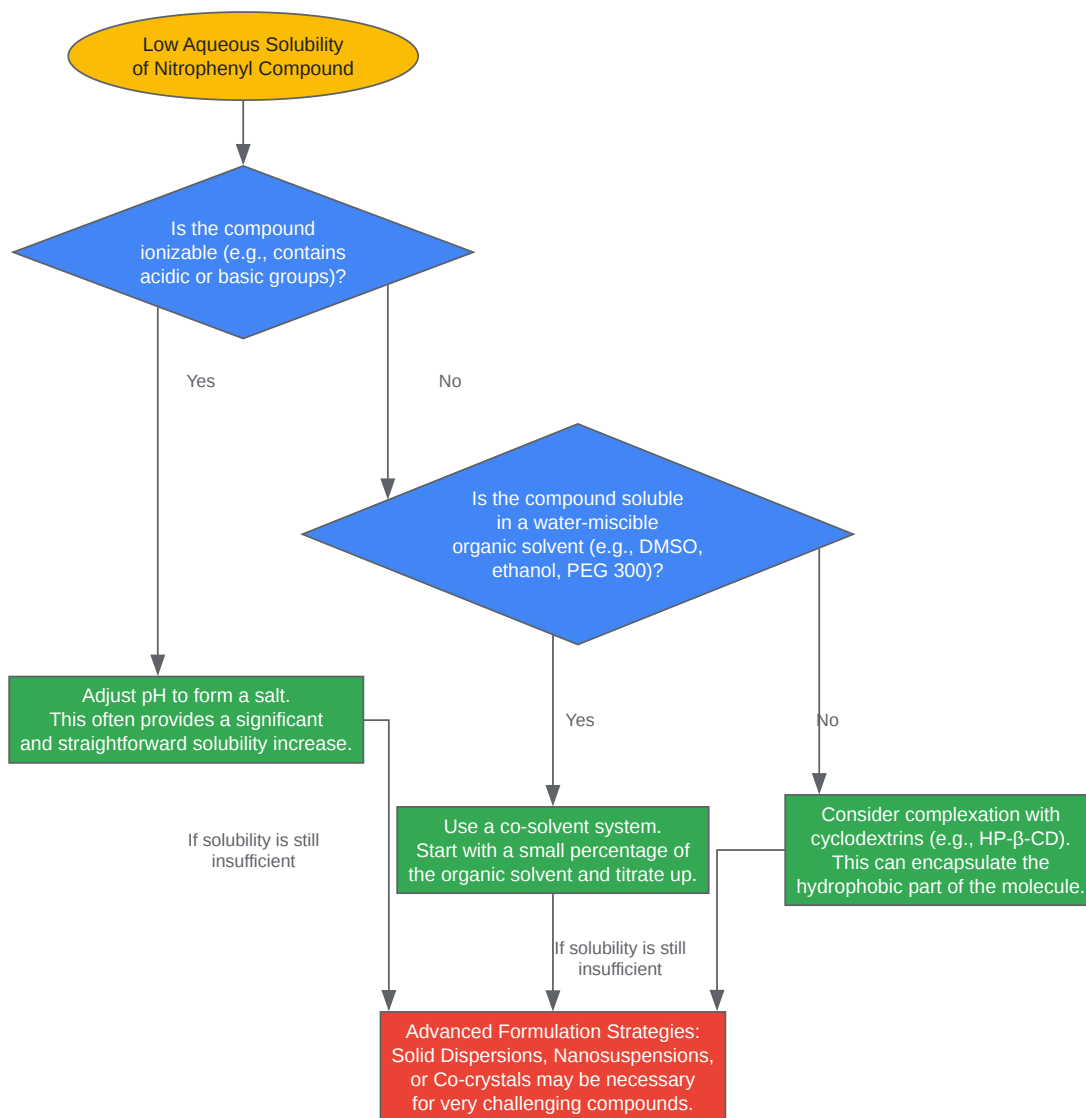 Low Aqueous Solubility
of Nitrophenyl Compound
Is the compound
ionizable (e.g., contains
acidic or basic groups)?
Yes
No
Is the compound soluble
in a water-miscible
organic solvent (e.g., DMSO,
ethanol, PEG 300)?
Adjust pH to form a salt.
This often provides a significant
and straightforward solubility increase.
Yes
No
If solubility is still
insufficient
Use a co-solvent system.
Start with a small percentage of
the organic solvent and titrate up.
Consider complexation with
cyclodextrins (e.g., HP-β-CD).
This can encapsulate the
hydrophobic part of the molecule.
If solubility is still
insufficient
Advanced Formulation Strategies:
Solid Dispersions, Nanosuspensions,
or Co-crystals may be necessary
for very challenging compounds.